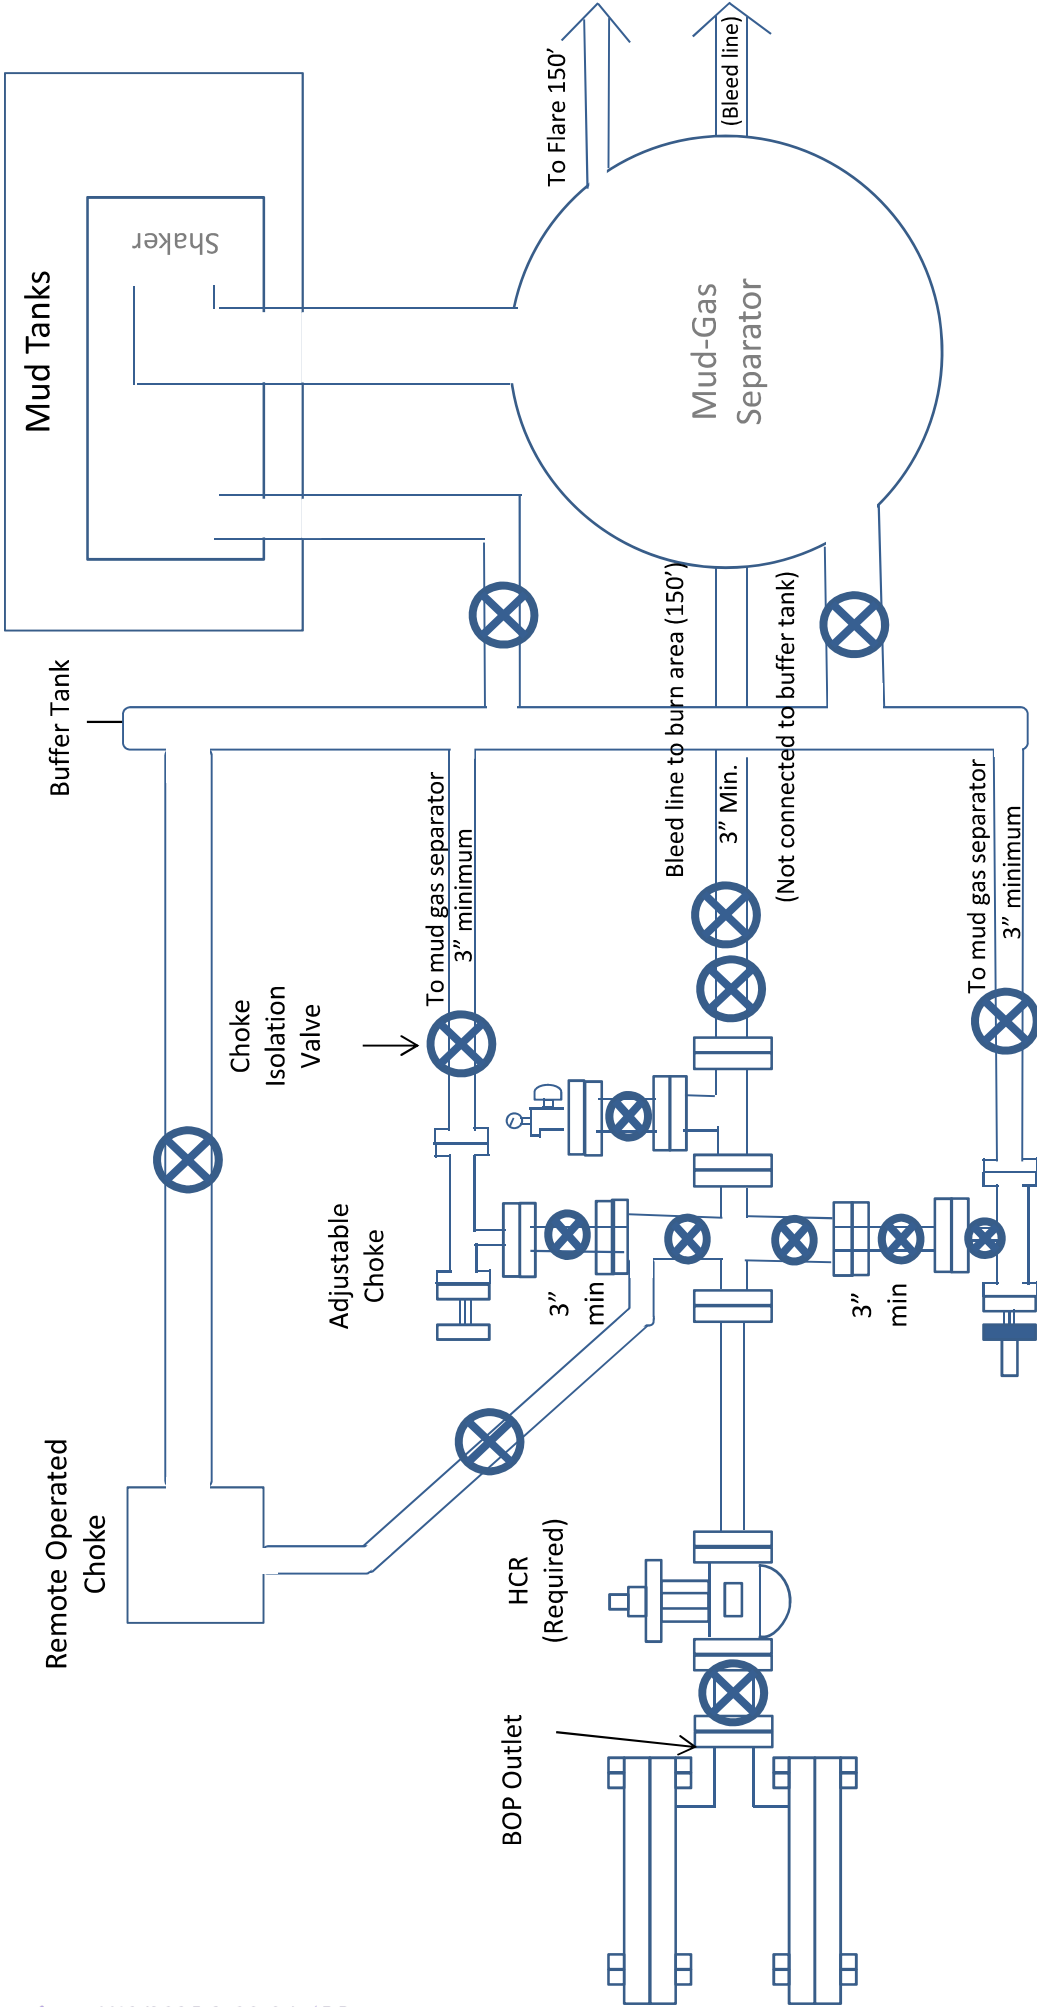 Mud Tanks
Shaker
To Flare 150’
(Bleed line)
Mud-Gas
Separator
Buffer Tank
Bleed line to burn area (150’)
3” Min.
(Not connected to buffer tank)
To mud gas separator
3” minimum
To mud gas separator
3” minimum
Choke
Isolation
Valve
Adjustable
Choke
3”
min
3”
min
Remote Operated
Choke
HCR
(Required)
BOP Outlet